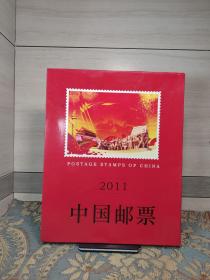 POSTAGE STAMPS OF CHINA
2011
中国邮票